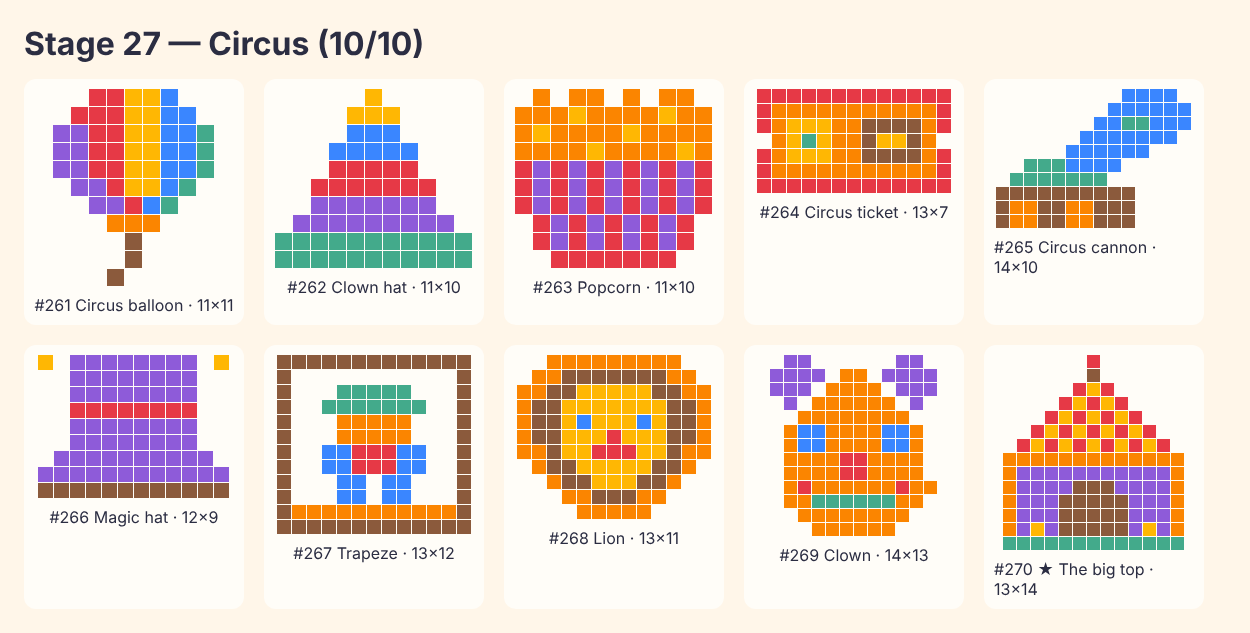 Stage 27 — Circus (10/10)
#261 Circus balloon · 11×11
#262 Clown hat · 11×10
#263 Popcorn · 11×10
#264 Circus ticket · 13×7
#265 Circus cannon ·
14×10
#266 Magic hat · 12×9
#267 Trapeze · 13×12
#268 Lion · 13×11
#269 Clown · 14×13
#270 ★ The big top ·
13×14